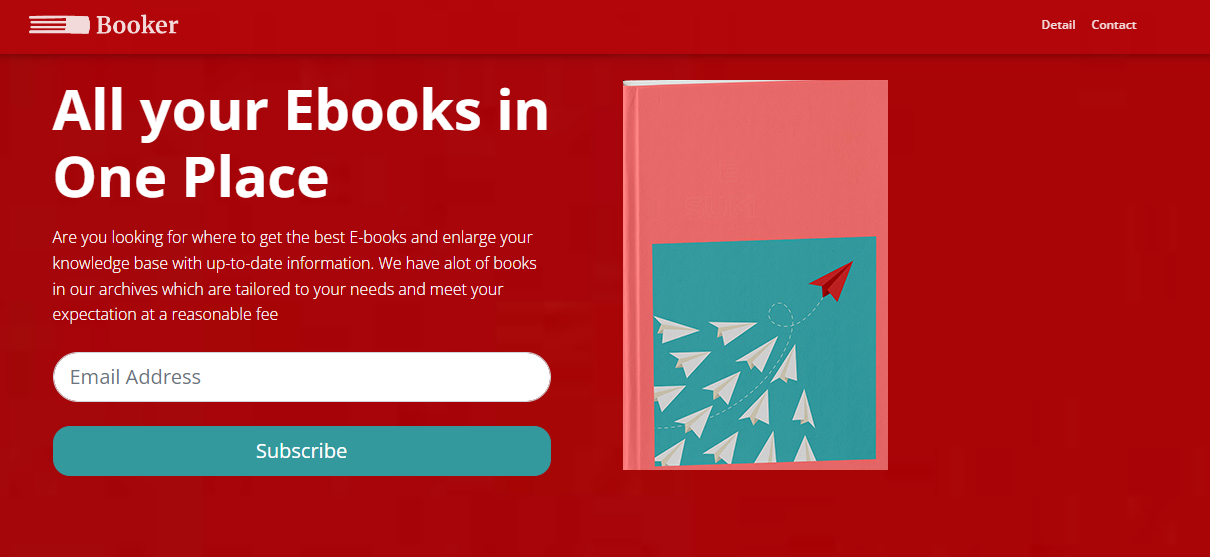 Booker
Detail Contact
All your Ebooks in
One Place
Are you looking for where to get the best E-books and enlarge your
knowledge base with up-to-date information. We have alot of books
in our archives which are tailored to your needs and meet your
expectation at a reasonable fee
Email Address
Subscribe